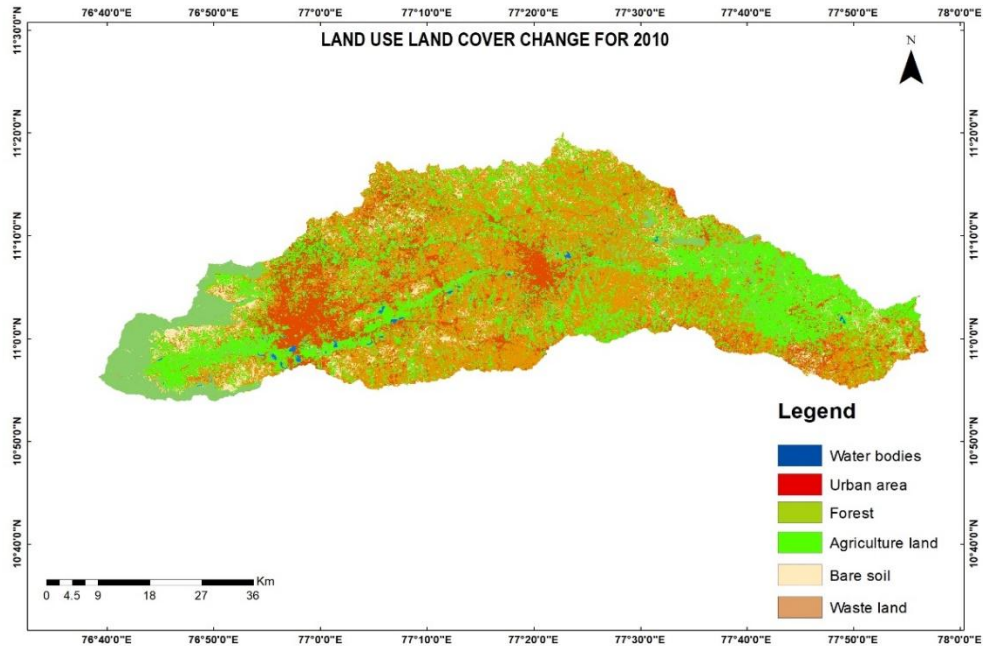 76°40'0"E 76°50'0"E 77°0'0"E 77°10'0"E 77°20'0"E 77°30'0"E 77°40'0"E 77°50'0"E 78°0'0"E
LAND USE LAND COVER CHANGE FOR 2010
N
11°30'0"N 11°30'0"N
11°20'0"N 11°20'0"N
11°10'0"N 11°10'0"N
11°0'0"N 11°0'0"N
10°50'0"N 10°50'0"N
10°40'0"N 10°40'0"N
Legend
Water bodies
Urban area
Forest
Agriculture land
Bare soil
Waste land
Km
0 4.5 9 18 27 36
76°40'0"E 76°50'0"E 77°0'0"E 77°10'0"E 77°20'0"E 77°30'0"E 77°40'0"E 77°50'0"E 78°0'0"E